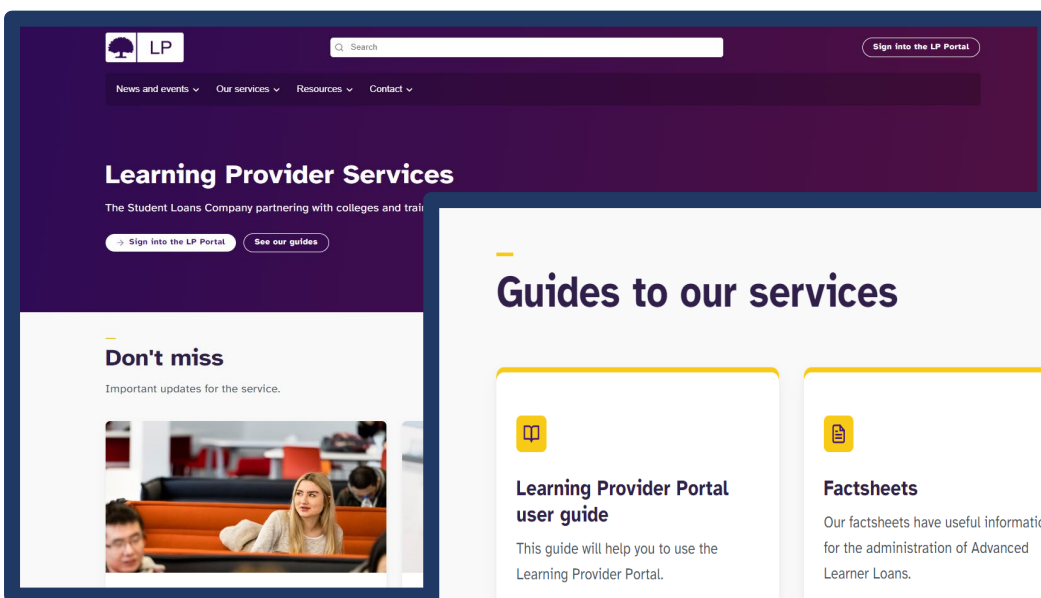 LP
Search
Sign into the LP Portal
News and events
Our services
Resources
Contact
Learning Provider Services
The Student Loans Company partnering with colleges and
Sign into the LP Portal
See our guides
Don't miss
Important updates for the service.
Guides to our services
Learning Provider Portal
user guide
This guide will help you to use the
Learning Provider Portal.
Factsheets
Our factsheets have useful
for the administration of Advanced
Learner Loans.